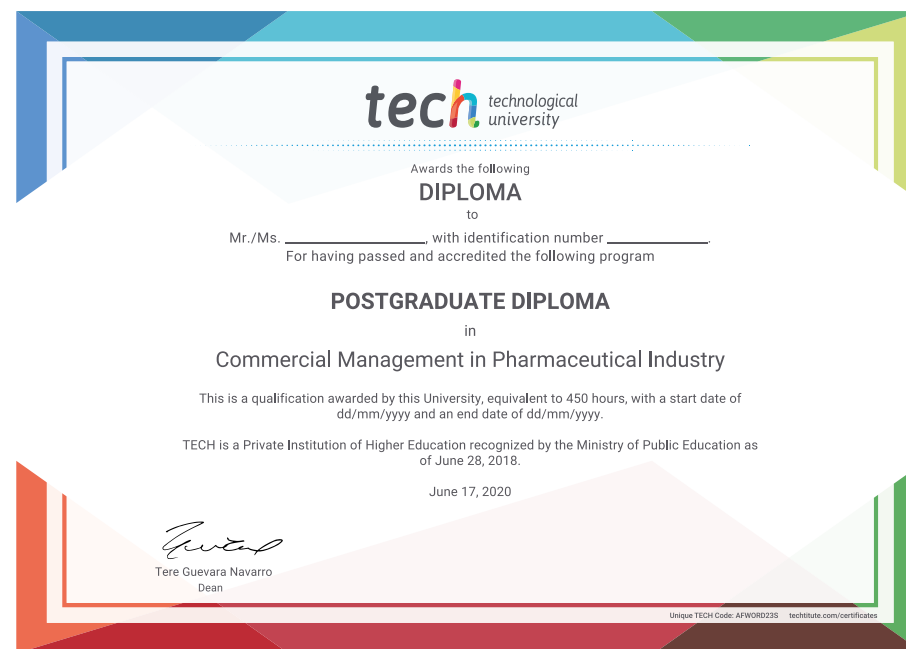 tech technological
university
Awards the following
DIPLOMA
to
Mr./Ms. ____________________, with identification number ______________.
For having passed and accredited the following program
POSTGRADUATE DIPLOMA
in
Commercial Management in Pharmaceutical Industry
This is a qualification awarded by this University, equivalent to 450 hours, with a start date of
dd/mm/yyyy and an end date of dd/mm/yyyy.
TECH is a Private Institution of Higher Education recognized by the Ministry of Public Education as
of June 28, 2018.
June 17, 2020
Tere Guevara Navarro
Dean
Unique TECH Code: AFWORD23S techtitute.com/certificates